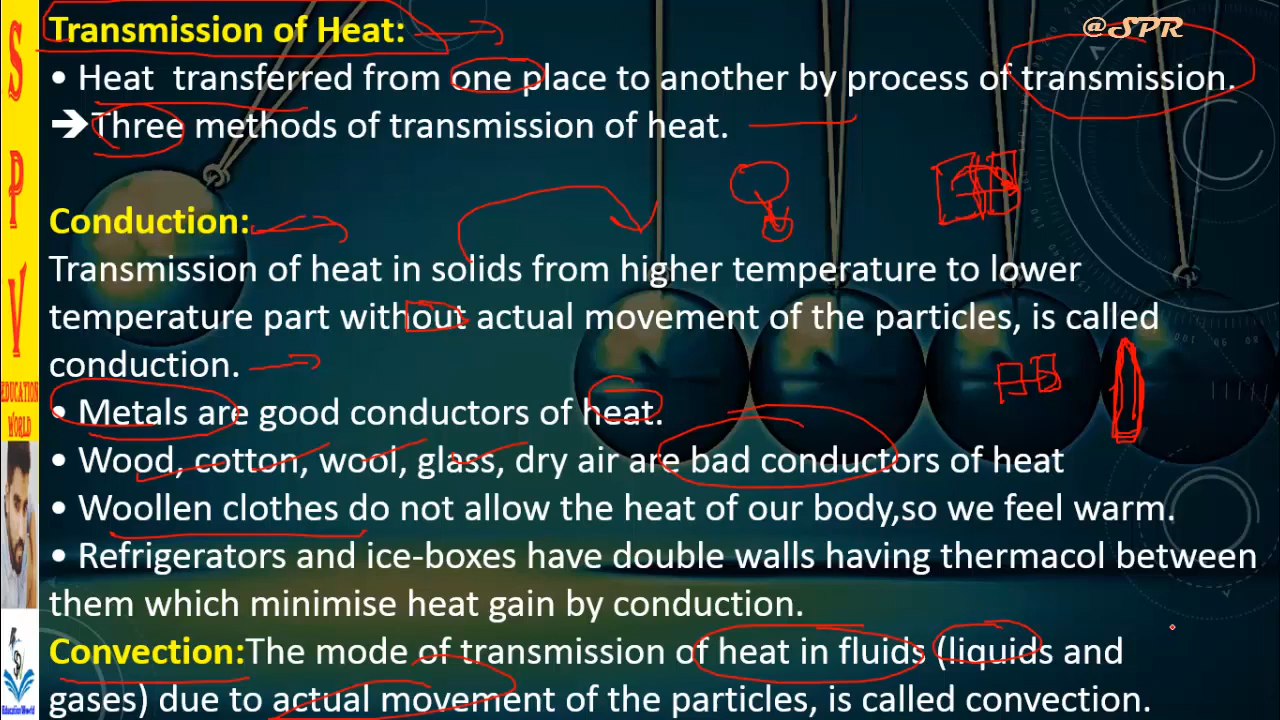 @SPR
Transmission of Heat:
• Heat transferred from one place to another by process of transmission.
➔Three methods of transmission of heat.
Conduction:
Transmission of heat in solids from higher temperature to lower
temperature part without actual movement of the particles, is called
conduction.
• Metals are good conductors of heat.
• Wood, cotton, wool, glass, dry air are bad conductors of heat
• Woollen clothes do not allow the heat of our body,so we feel warm.
• Refrigerators and ice-boxes have double walls having thermacol between
them which minimise heat gain by conduction.
Convection:The mode of transmission of heat in fluids (liquids and
gases) due to actual movement of the particles, is called convection.
S
P
V
EDUCATION
WORLD
EducationWorld